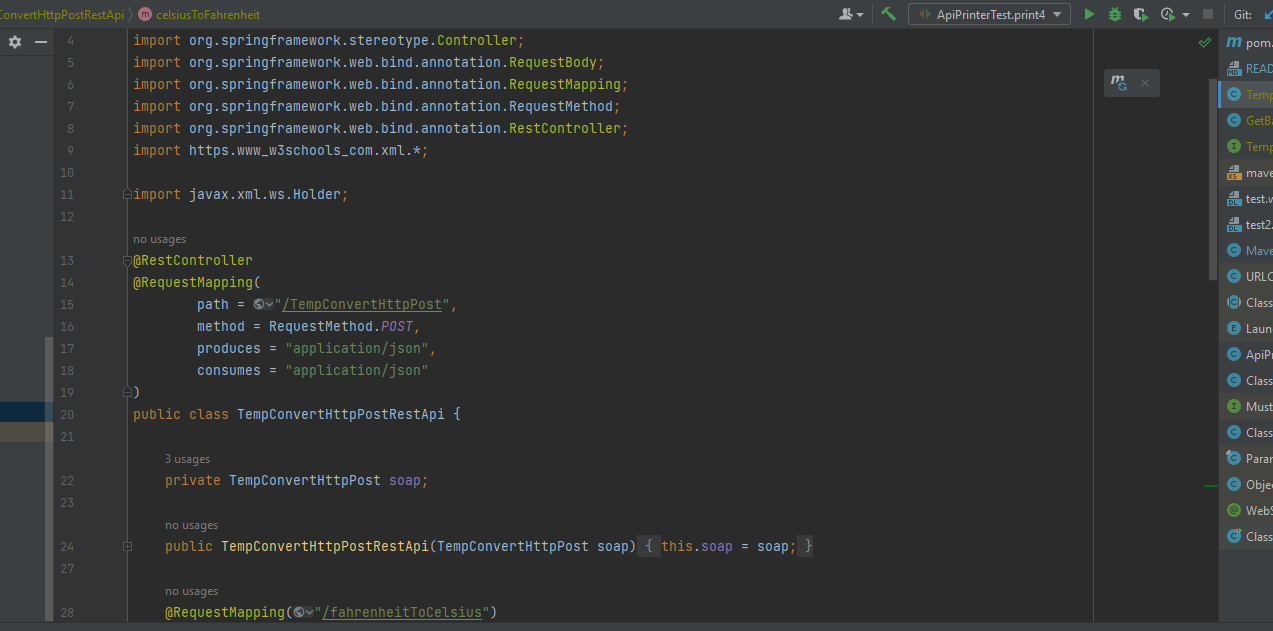 ConvertHttpPostRestApi celsiusToFahrenheit
ApiPrinterTest.print4
Git:
4 import org.springframework.stereotype.Controller;
5 import org.springframework.web.bind.annotation.RequestBody;
6 import org.springframework.web.bind.annotation.RequestMapping;
7 import org.springframework.web.bind.annotation.RequestMethod;
8 import org.springframework.web.bind.annotation.RestController;
9 import https.www_w3schools_com.xml.*;
10
11 import javax.xml.ws.Holder;
12
no usages
13 @RestController
14 @RequestMapping(
15 path = "/TempConvertHttpPost",
16 method = RequestMethod.POST,
17 produces = "application/json",
18 consumes = "application/json"
19 )
20 public class TempConvertHttpPostRestApi {
21
3 usages
22 private TempConvertHttpPost soap;
23
no usages
24 public TempConvertHttpPostRestApi(TempConvertHttpPost soap) { this.soap = soap; }
27
no usages
28 @RequestMapping("/fahrenheitToCelsius")
pom.
READ
Temp
GetBa
Temp
mave
test.w
test2.
Mave
URLC
Class
Laun
ApiPr
Class
Must
Class
Paran
Objec
WebS
Class